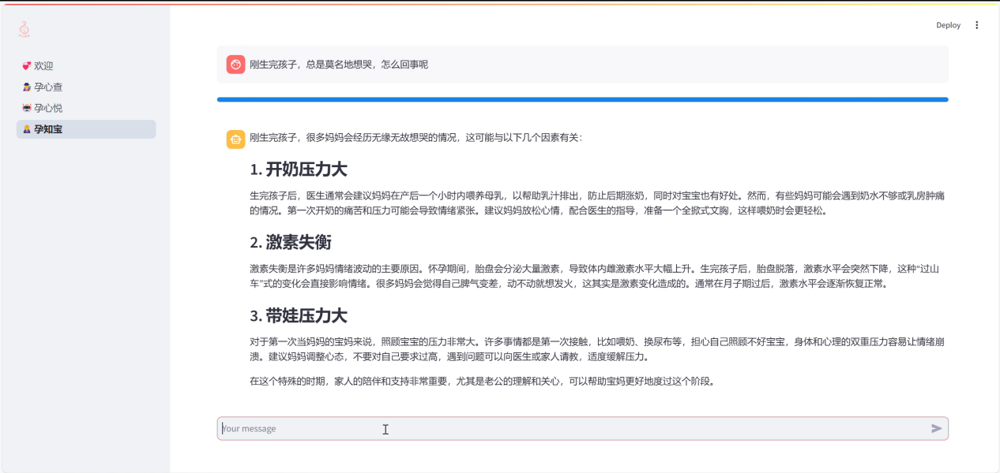 Deploy
欢迎
孕心查
孕心悦
孕知宝
刚生完孩子，总是莫名地想哭，怎么回事呢
刚生完孩子，很多妈妈会经历无缘无故想哭的情况，这可能与以下几个因素有关：
1. 开奶压力大
生完孩子后，医生通常会建议妈妈在产后一个小时内喂养母乳，以帮助乳汁排出，防止后期涨奶，同时对宝宝也有好处。然而，有些妈妈可能会遇到奶水不够或乳房肿痛
的情况。第一次开奶的痛苦和压力可能会导致情绪紧张。建议妈妈放松心情，配合医生的指导，准备一个全掀式文胸，这样喂奶时会更轻松。
2. 激素失衡
激素失衡是许多妈妈情绪波动的主要原因。怀孕期间，胎盘会分泌大量激素，导致体内雌激素水平大幅上升。生完孩子后，胎盘脱落，激素水平会突然下降，这种“过山
车”式的变化会直接影响情绪。很多妈妈会觉得自己脾气变差，动不动就想发火，这其实是激素变化造成的。通常在月子期过后，激素水平会逐渐恢复正常。
3. 带娃压力大
对于第一次当妈妈的宝妈来说，照顾宝宝的压力非常大。许多事情都是第一次接触，比如喂奶、换尿布等，担心自己照顾不好宝宝，身体和心理的双重压力容易让情绪崩
溃。建议妈妈调整心态，不要对自己要求过高，遇到问题可以向医生或家人请教，适度缓解压力。
在这个特殊的时期，家人的陪伴和支持非常重要，尤其是老公的理解和关心，可以帮助宝妈更好地度过这个阶段。
Your message